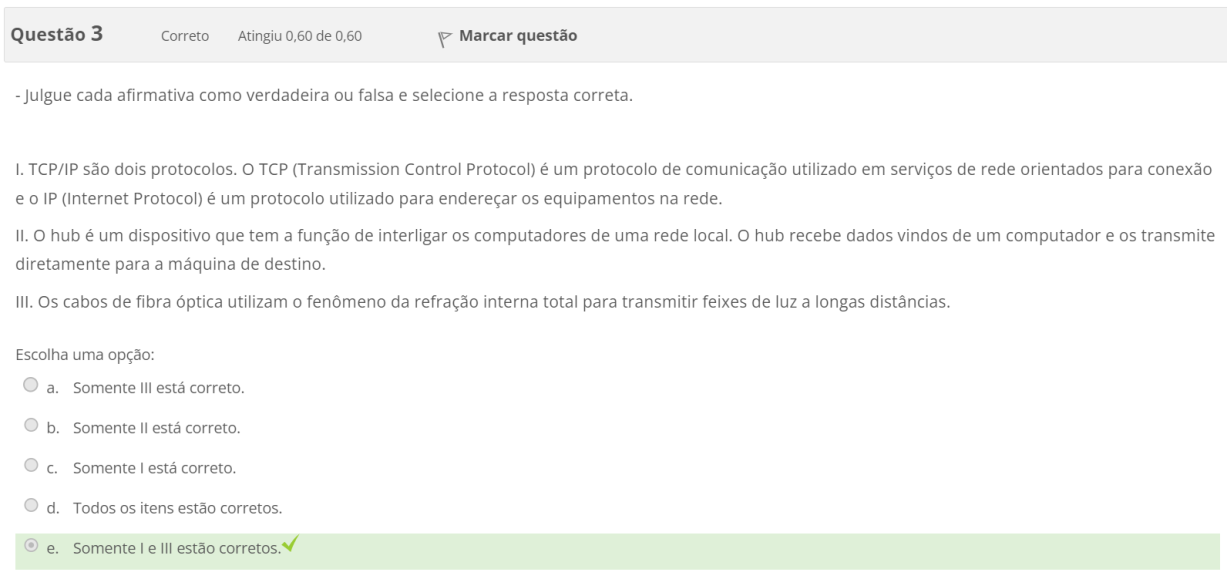 Questão 3 Correto Atingiu 0,60 de 0,60 Marcar questão
- Julgue cada afirmativa como verdadeira ou falsa e selecione a resposta correta.
I. TCP/IP são dois protocolos. O TCP (Transmission Control Protocol) é um protocolo de comunicação utilizado em serviços de rede orientados para conexão
e o IP (Internet Protocol) é um protocolo utilizado para endereçar os equipamentos na rede.
II. O hub é um dispositivo que tem a função de interligar os computadores de uma rede local. O hub recebe dados vindos de um computador e os transmite
diretamente para a máquina de destino.
III. Os cabos de fibra óptica utilizam o fenômeno da refração interna total para transmitir feixes de luz a longas distâncias.
Escolha uma opção:
a. Somente III está correto.
b. Somente II está correto.
c. Somente I está correto.
d. Todos os itens estão corretos.
e. Somente I e III estão corretos.